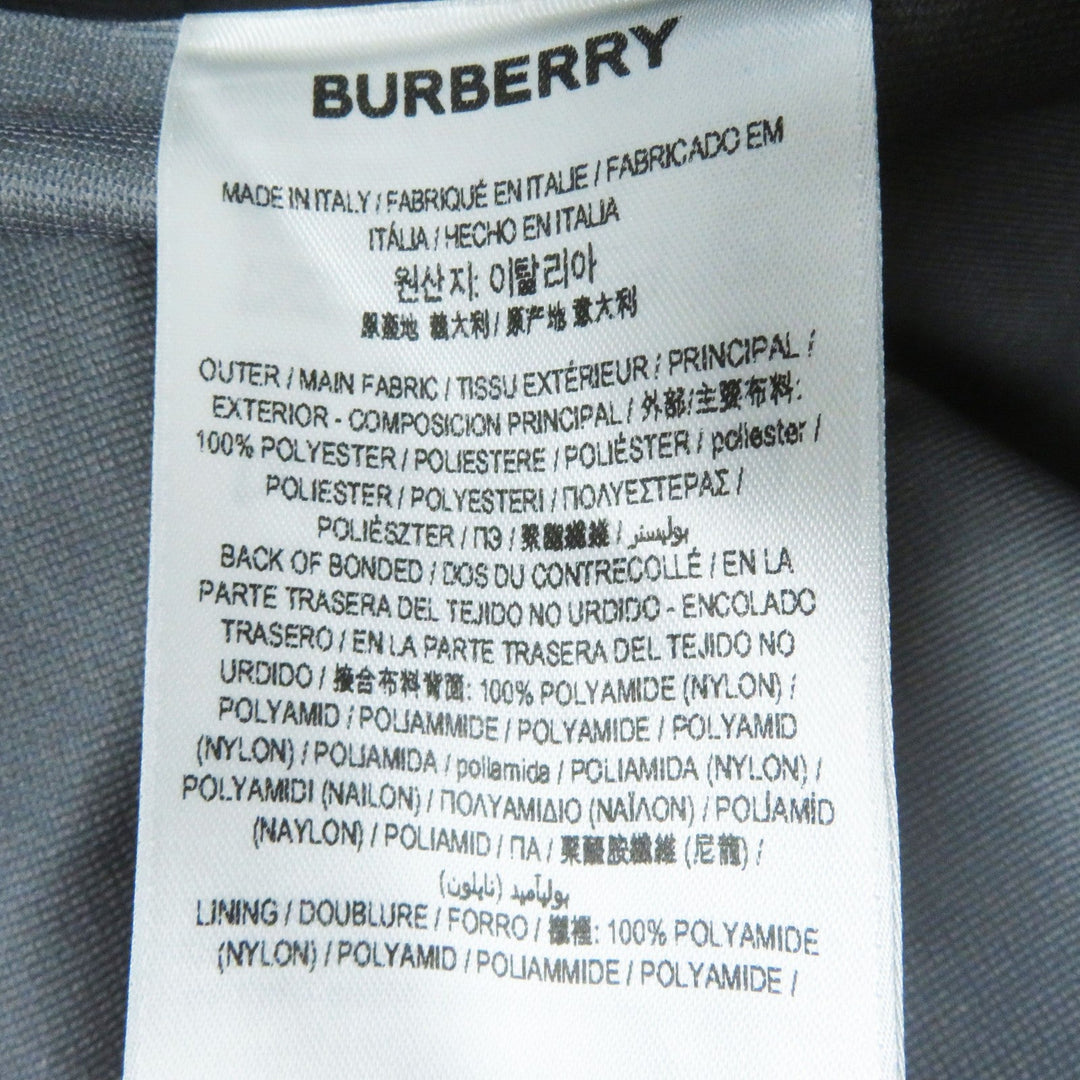 BURBERRY
MADE IN ITALY / FABRIQUÉ EN ITALIE / FABRICADO EM
ITÁLIA / HECHO EN ITALIA
원산지: 이탈리아
原產地 義大利 / 原产地 意大利
OUTER / MAIN FABRIC / TISSU EXTÉRIEUR / PRINCIPAL /
EXTERIOR - COMPOSICION PRINCIPAL / 外部/主要布料:
100% POLYESTER / POLIESTERE / POLIÉSTER / poliester /
POLIESTER / POLYESTERI / ΠΟΛΥΕΣΤΕΡΑΣ /
POLIÉSZTER / ПЭ / 聚酯纖維 / بوليستر
BACK OF BONDED / DOS DU CONTRECOLLÉ / EN LA
PARTE TRASERA DEL TEJIDO NO URDIDO - ENCOLADO
TRASERO / EN LA PARTE TRASERA DEL TEJIDO NO
URDIDO / 接合布料背面: 100% POLYAMIDE (NYLON) /
POLYAMID / POLIAMMIDE / POLYAMIDE / POLYAMID
(NYLON) / POLIAMIDA / poliamida / POLIAMIDA (NYLON) /
POLYAMIDI (NAILON) / ΠΟΛΥΑΜΙΔΙΟ (ΝΑΪΛΟΝ) / POLÍAMÍD
(NAYLON) / POLIAMID / ПА / 聚醯胺纖維 (尼龍) /
بوليآميد (نايلون)
LINING / DOUBLURE / FORRO / 襯裡: 100% POLYAMIDE
(NYLON) / POLYAMID / POLIAMMIDE / POLYAMIDE /